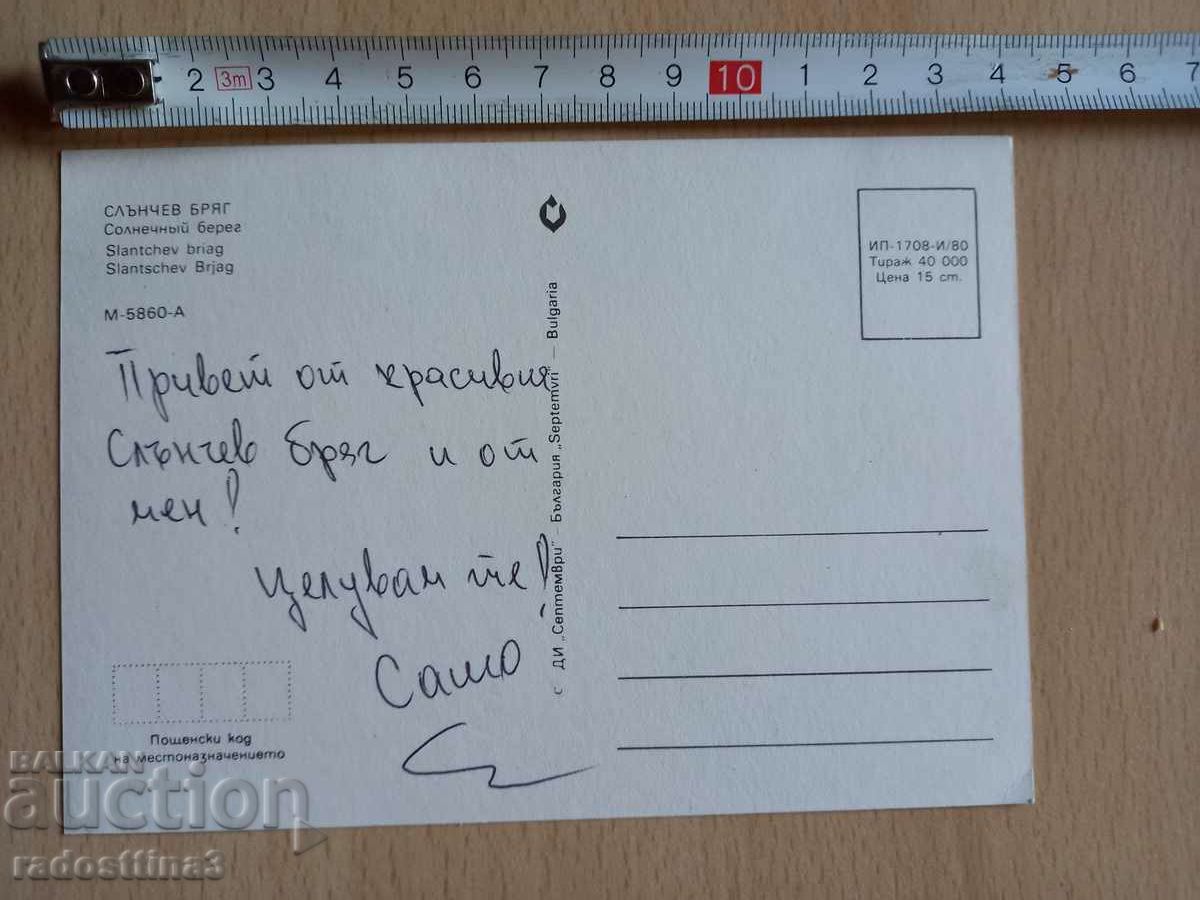 2 3m 3 4 5 6 7 8 9 10 1 2 3 4 5 6 7
СЛЪНЧЕВ БРЯГ
Солнечный берег
Slantchev briag
Slantschev Brjag
М-5860-А
Привет от красивия
Слънчев бряг и от
мен!
Целувам те!
Сашо
Пощенски код
на местоназначението
с ДИ „Септември" — България „Septemvri" — Bulgaria
ИП-1708-И/80
Тираж 40 000
Цена 15 ст.
BALKAN
auction
radosttina3